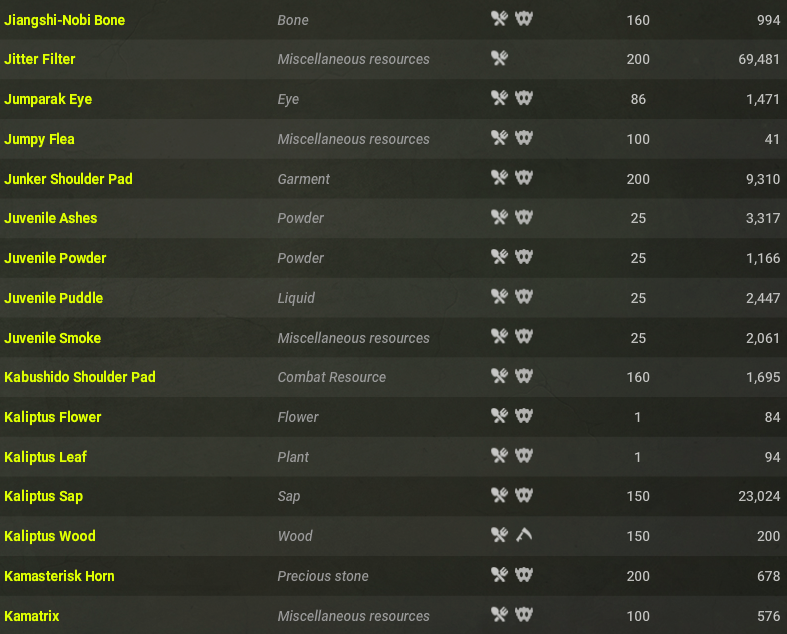 Jiangshi-Nobi Bone Bone 160 994
Jitter Filter Miscellaneous resources 200 69,481
Jumparak Eye Eye 86 1,471
Jumpy Flea Miscellaneous resources 100 41
Junker Shoulder Pad Garment 200 9,310
Juvenile Ashes Powder 25 3,317
Juvenile Powder Powder 25 1,166
Juvenile Puddle Liquid 25 2,447
Juvenile Smoke Miscellaneous resources 25 2,061
Kabushido Shoulder Pad Combat Resource 160 1,695
Kaliptus Flower Flower 1 84
Kaliptus Leaf Plant 1 94
Kaliptus Sap Sap 150 23,024
Kaliptus Wood Wood 150 200
Kamasterisk Horn Precious stone 200 678
Kamatrix Miscellaneous resources 100 576